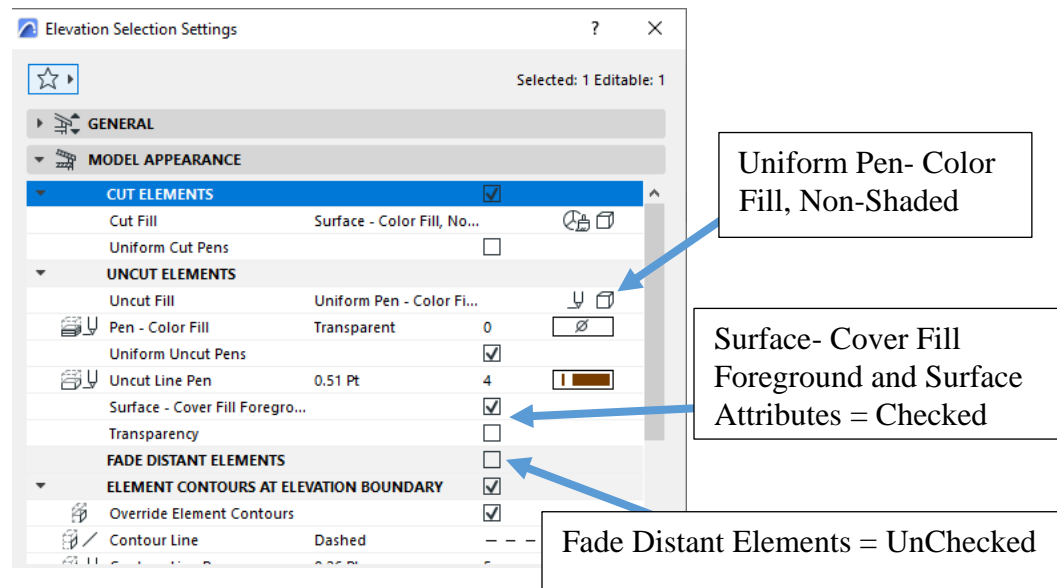 Elevation Selection Settings ? ×
Selected: 1 Editable: 1
GENERAL
MODEL APPEARANCE
CUT ELEMENTS
Cut Fill Surface - Color Fill, No...
Uniform Cut Pens
UNCUT ELEMENTS
Uncut Fill Uniform Pen - Color Fi...
Pen - Color Fill Transparent 0
Uniform Uncut Pens
Uncut Line Pen 0.51 Pt 4
Surface - Cover Fill Foregro...
Transparency
FADE DISTANT ELEMENTS
ELEMENT CONTOURS AT ELEVATION BOUNDARY
Override Element Contours
Contour Line Dashed
Uniform Pen- Color
Fill, Non-Shaded
Surface- Cover Fill
Foreground and Surface
Attributes = Checked
Fade Distant Elements = UnChecked